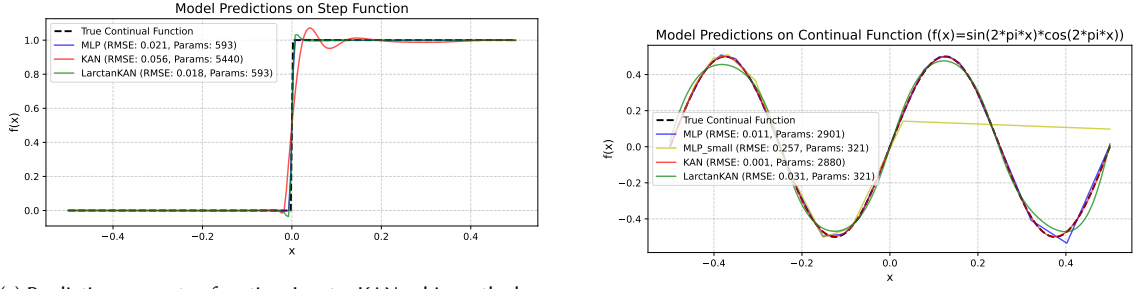 Model Predictions on Step Function
f(x)
1.0
0.8
0.6
0.4
0.2
0.0
True Continual Function
MLP (RMSE: 0.021, Params: 593)
KAN (RMSE: 0.056, Params: 5440)
LarctanKAN (RMSE: 0.018, Params: 593)
−0.4 −0.2 0.0 0.2 0.4
x
Model Predictions on Continual Function (f(x)=sin(2*pi*x)*cos(2*pi*x))
f(x)
0.4
0.2
0.0
−0.2
−0.4
True Continual Function
MLP (RMSE: 0.011, Params: 2901)
MLP_small (RMSE: 0.257, Params: 321)
KAN (RMSE: 0.001, Params: 2880)
LarctanKAN (RMSE: 0.031, Params: 321)
−0.4 −0.2 0.0 0.2 0.4
x